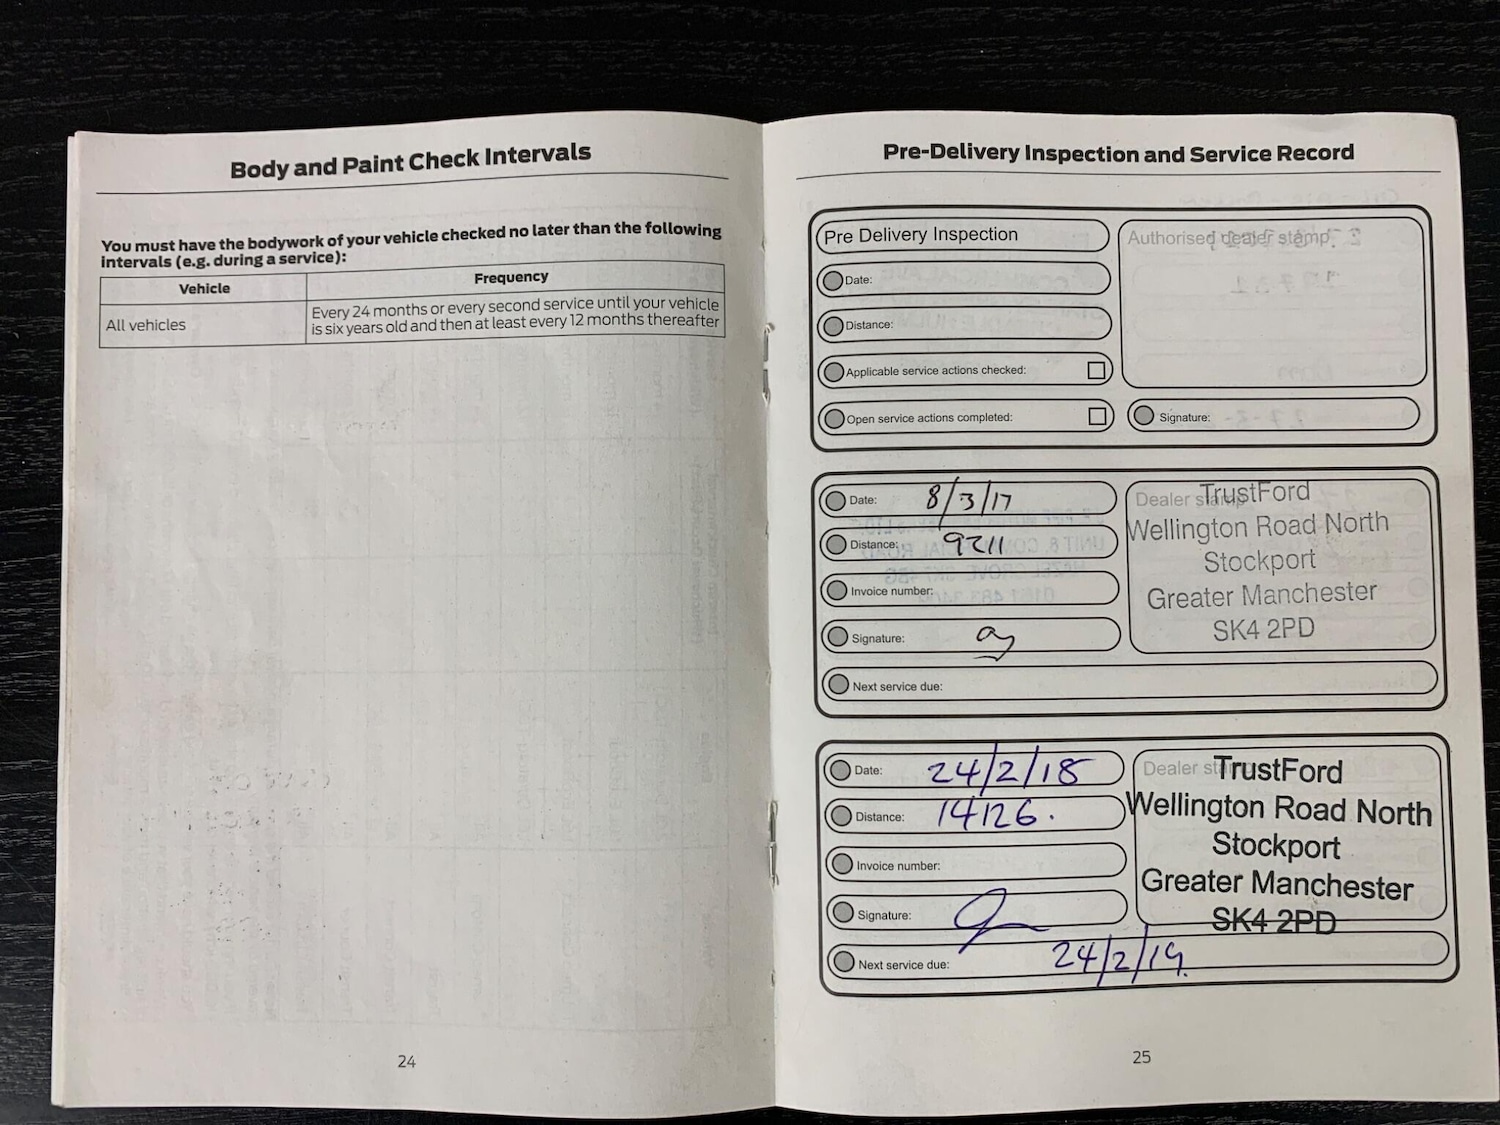 Body and Paint Check Intervals
You must have the bodywork of your vehicle checked no later than the following
intervals (e.g. during a service):
Vehicle
Frequency
All vehicles
Every 24 months or every second service until your vehicle
is six years old and then at least every 12 months thereafter
24
Pre-Delivery Inspection and Service Record
Pre Delivery Inspection
Authorised dealer stamp
Date:
Distance:
Applicable service actions checked:
Open service actions completed:
Signature:
Date: 8/3/17
Distance: 9211
Invoice number:
Signature:
Next service due:
Dealer stamp
TrustFord
Wellington Road North
Stockport
Greater Manchester
SK4 2PD
Date: 24/2/18
Distance: 14126.
Invoice number:
Signature:
Next service due: 24/2/19.
Dealer stamp
TrustFord
Wellington Road North
Stockport
Greater Manchester
SK4 2PD
25